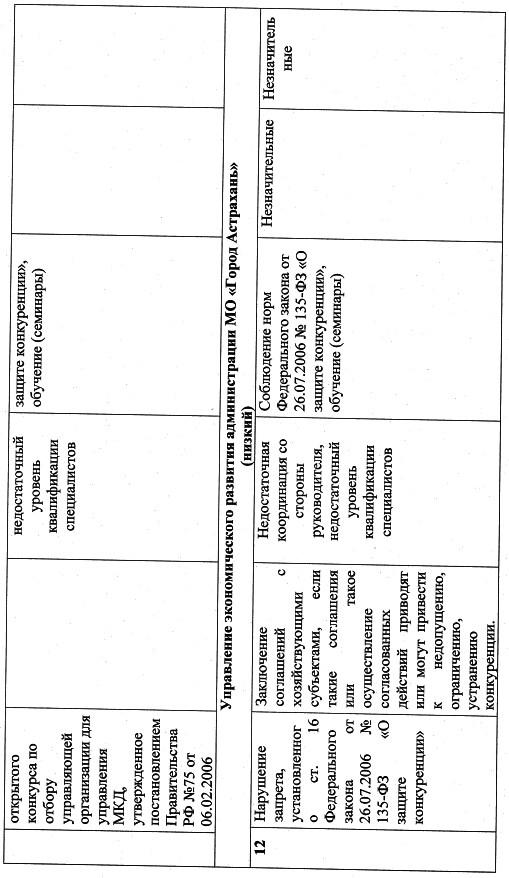 открытого
конкурса по
отбору
управляющей
организации для
управления
МКД,
утвержденное
постановлением
Правительства
РФ №75 от
06.02.2006
недостаточный
уровень
квалификации
специалистов
защите конкуренции»,
обучение (семинары)
Управление экономического развития администрации МО «Город Астрахань»
(низкий)
12
Нарушение
запрета,
установленног
о ст. 16
Федерального
закона от
26.07.2006 №
135-ФЗ «О
защите
конкуренции»
Заключение
соглашений с
хозяйствующими
субъектами, если
такие соглашения
или такое
осуществление
согласованных
действий приводят
или могут привести
к недопущению,
ограничению,
устранению
конкуренции.
Недостаточная
координация со
стороны
руководителя,
недостаточный
уровень
квалификации
специалистов
Соблюдение норм
Федерального закона от
26.07.2006 № 135-ФЗ «О
защите конкуренции»,
обучение (семинары)
Незначительные
Незначитель
ные